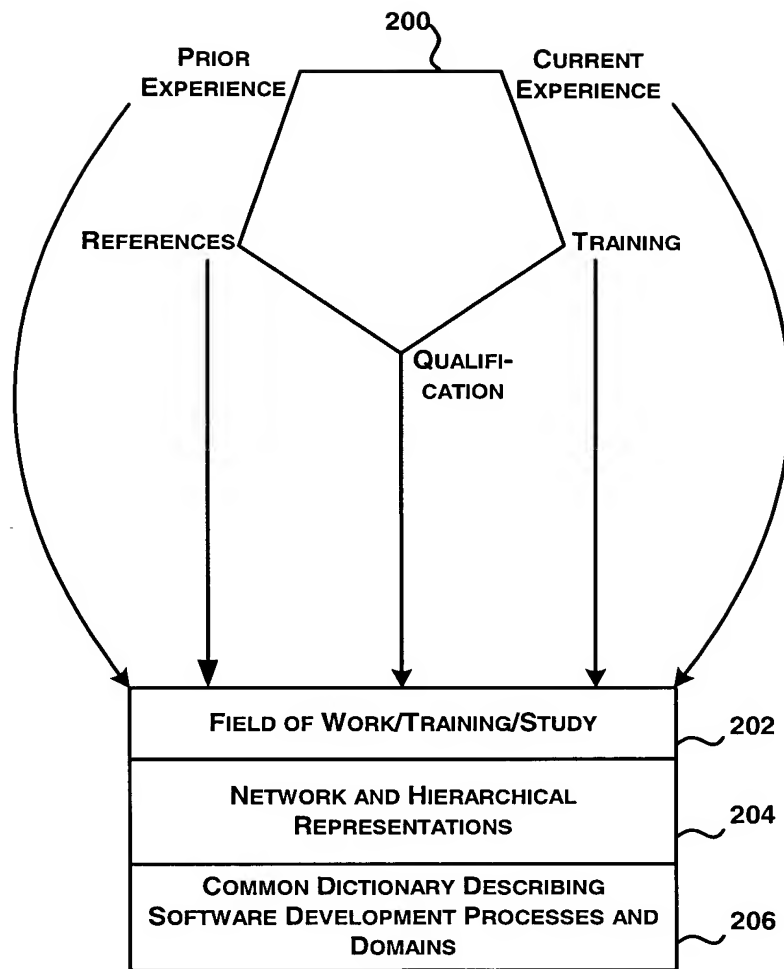 200
PRIOR
EXPERIENCE
CURRENT
EXPERIENCE
REFERENCES
TRAINING
QUALIFI-
CATION
FIELD OF WORK/TRAINING/STUDY
202
NETWORK AND HIERARCHICAL
REPRESENTATIONS
204
COMMON DICTIONARY DESCRIBING
SOFTWARE DEVELOPMENT PROCESSES AND
DOMAINS
206